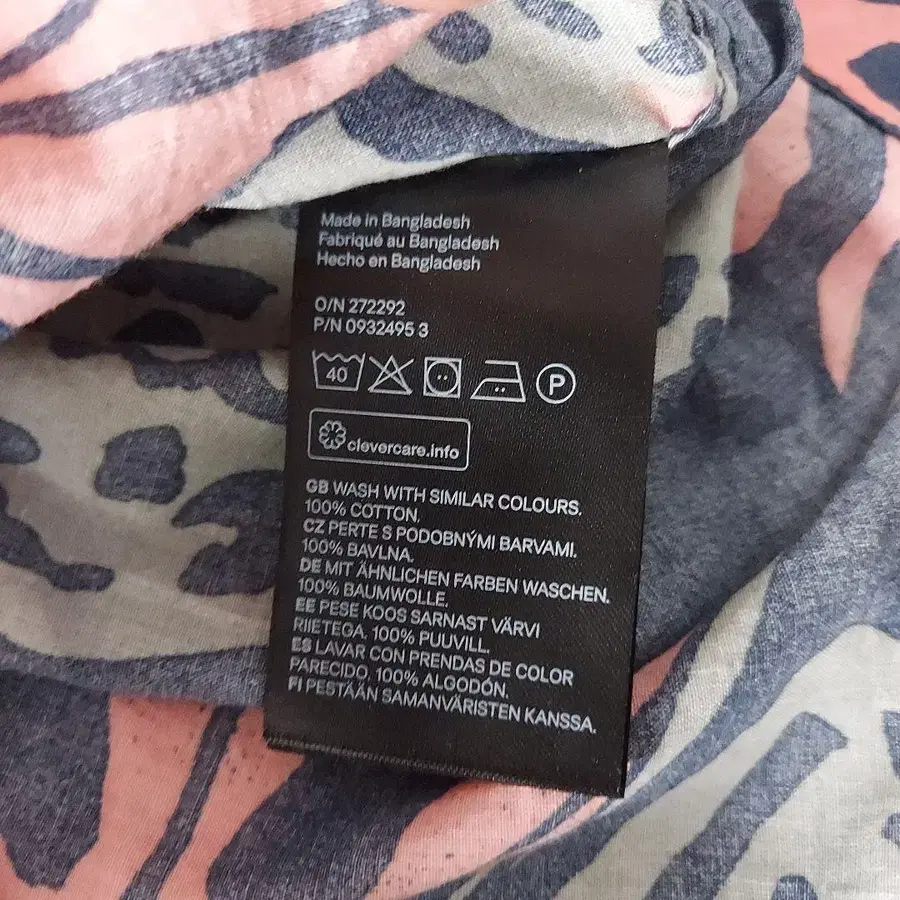 Made in Bangladesh
Fabriqué au Bangladesh
Hecho en Bangladesh
O/N 272292
P/N 0932495 3
40 P
clevercare.info
GB WASH WITH SIMILAR COLOURS.
100% COTTON.
CZ PERTE S PODOBNÝMI BARVAMI.
100% BAVLNA.
DE MIT ÄHNLICHEN FARBEN WASCHEN.
100% BAUMWOLLE.
EE PESE KOOS SARNAST VÄRVI
RIIETEGA. 100% PUUVILL.
ES LAVAR CON PRENDAS DE COLOR
PARECIDO. 100% ALGODÓN.
FI PESTÄÄN SAMANVÄRISTEN KANSSA.